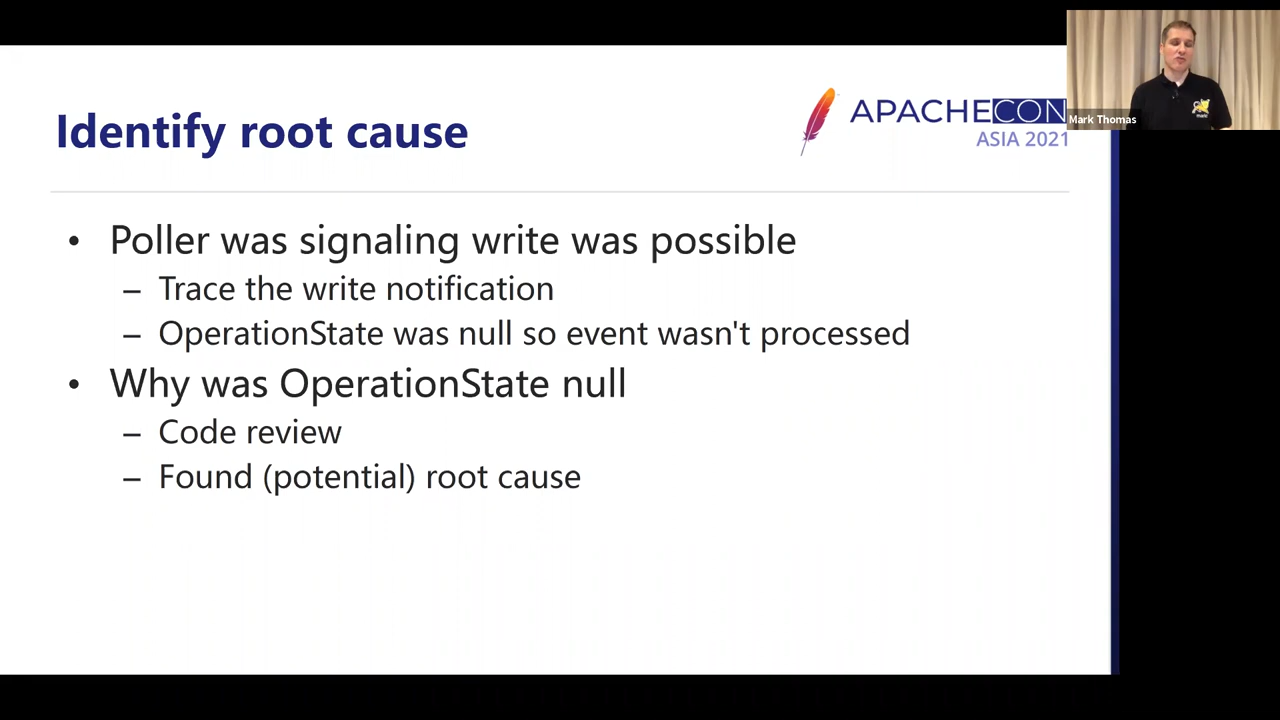 Identify root cause
APACHECON
ASIA 2021
Mark Thomas
• Poller was signaling write was possible
– Trace the write notification
– OperationState was null so event wasn't processed
• Why was OperationState null
– Code review
– Found (potential) root cause